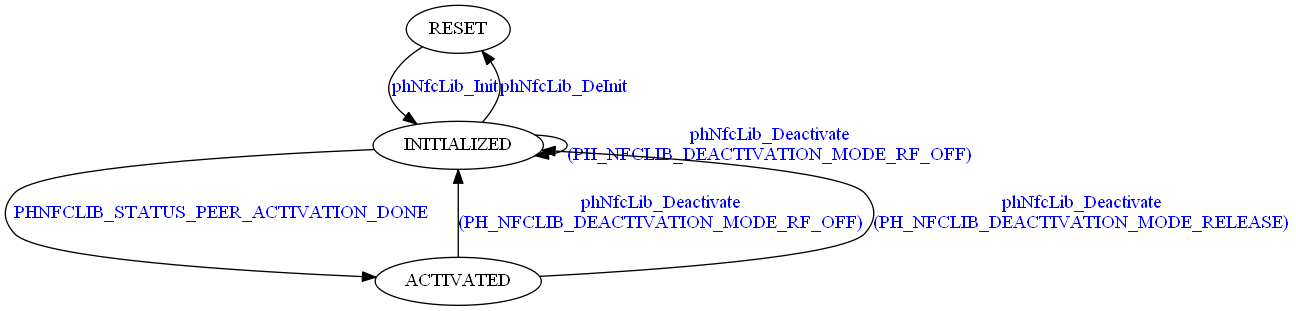 RESET
phNfcLib_Init
phNfcLib_DeInit
INITIALIZED
phNfcLib_Deactivate
(PH_NFCLIB_DEACTIVATION_MODE_RF_OFF)
PHNFCLIB_STATUS_PEER_ACTIVATION_DONE
phNfcLib_Deactivate
(PH_NFCLIB_DEACTIVATION_MODE_RF_OFF)
phNfcLib_Deactivate
(PH_NFCLIB_DEACTIVATION_MODE_RELEASE)
ACTIVATED